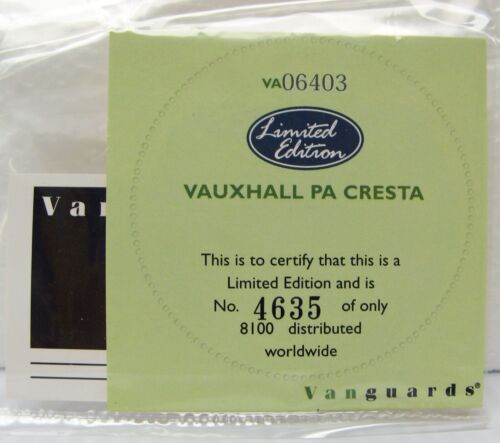 VA06403
Limited
Edition
VAUXHALL PA CRESTA
This is to certify that this is a
Limited Edition and is
No. 4635 of only
8100 distributed
worldwide
Vanguards®
Van